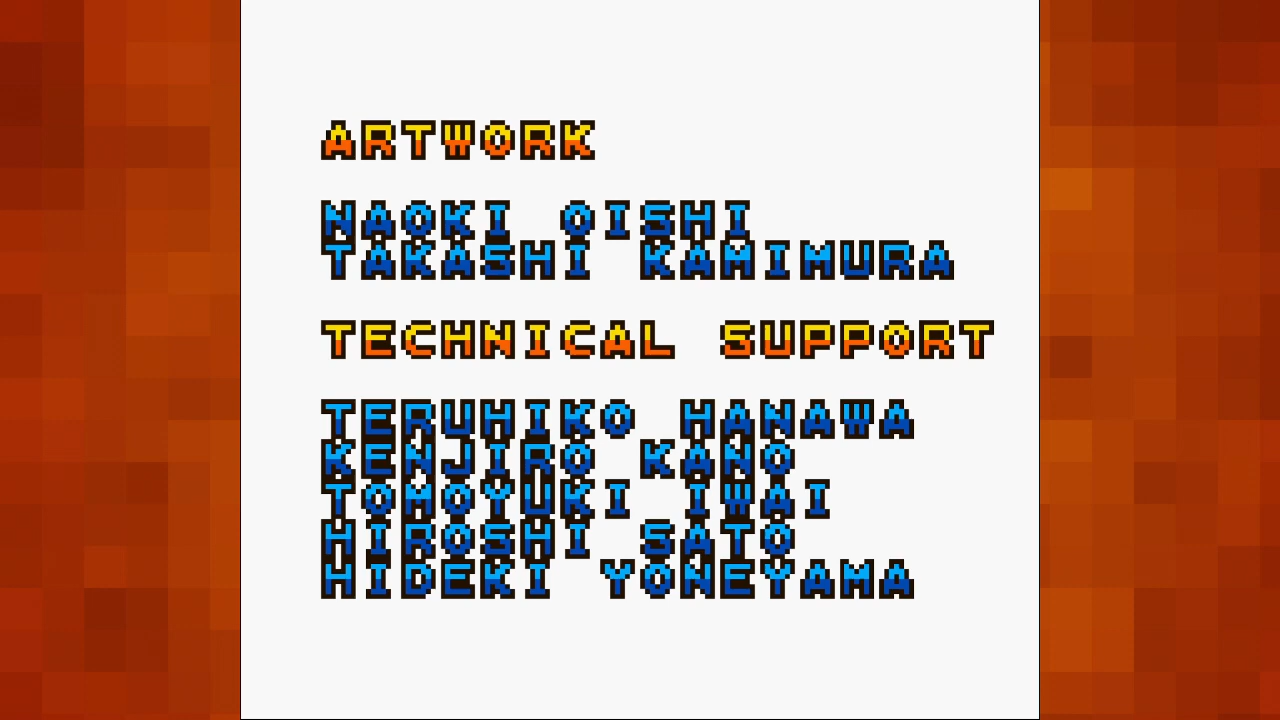 ARTWORK
NAOKI OISHI
TAKASHI KAMIMURA
TECHNICAL SUPPORT
TERUHIKO HANAWA
KENJIRO KANO
TOMOYUKI IWAI
HIROSHI SATO
HIDEKI YONEYAMA